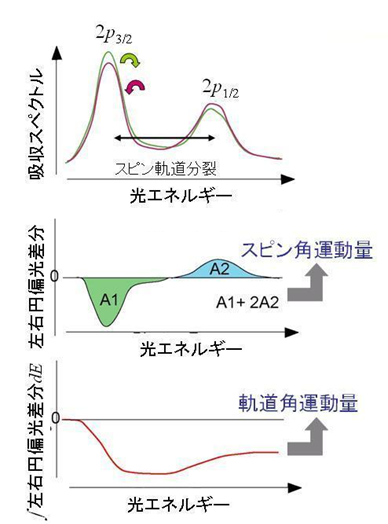 2p3/2
2p1/2
吸収スペクトル
スピン軌道分裂
光エネルギー
左右円偏光差分
0
A1
A2
A1+ 2A2
スピン角運動量
光エネルギー
∫左右円偏光差分dE
0
軌道角運動量
光エネルギー